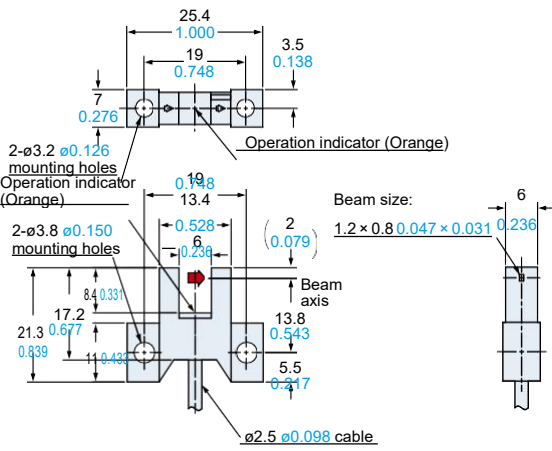 25.4
1.000
19
0.748
3.5
0.138
7
0.276
Operation indicator (Orange)
2-ø3.2 ø0.126
mounting holes
Operation indicator
(Orange)
19
0.748
13.4
0.528
6
0.236
2
(0.079)
Beam size:
1.2 × 0.8 0.047 × 0.031
6
0.236
2-ø3.8 ø0.150
mounting holes
Beam
axis
8.4 0.331
17.2
0.677
21.3
0.839
11 0.433
13.8
0.543
5.5
0.217
ø2.5 ø0.098 cable